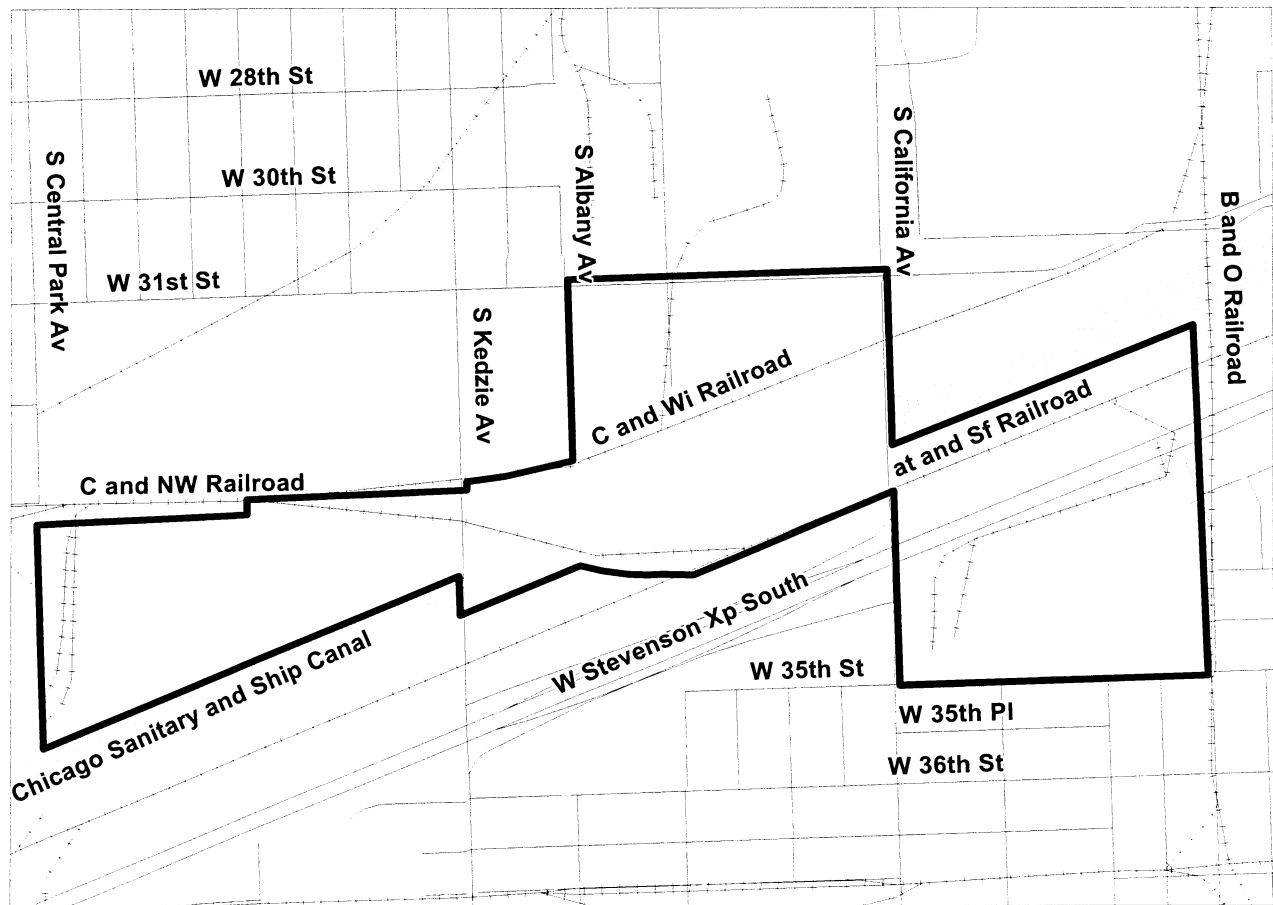 W 28th St
S Central Park Av
W 30th St
S Albany Av
S California Av
B and O Railroad
W 31st St
S Kedzie Av
C and Wi Railroad
at and Sf Railroad
C and NW Railroad
W Stevenson Xp South
Chicago Sanitary and Ship Canal
W 35th St
W 35th Pl
W 36th St